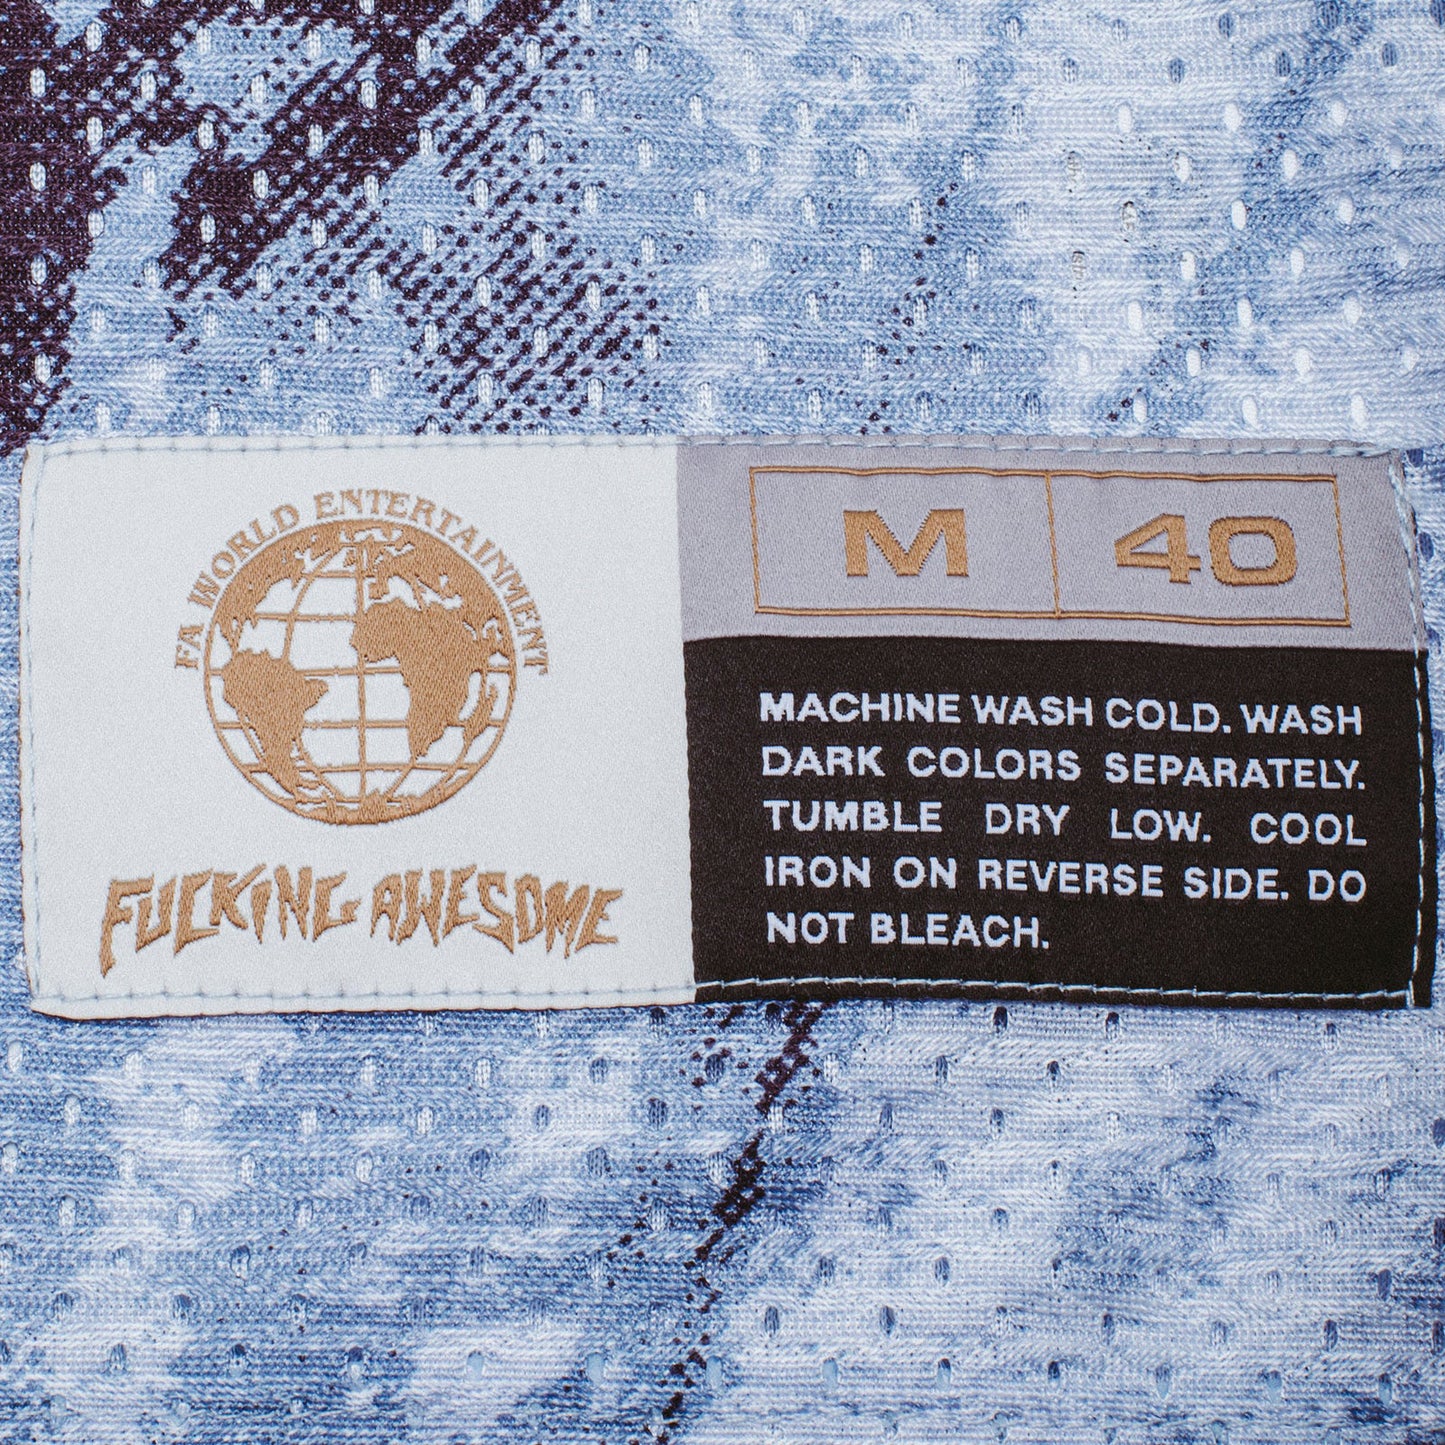 FA WORLD ENTERTAINMENT
FUCKING AWESOME
M 40
MACHINE WASH COLD. WASH
DARK COLORS SEPARATELY.
TUMBLE DRY LOW. COOL
IRON ON REVERSE SIDE. DO
NOT BLEACH.